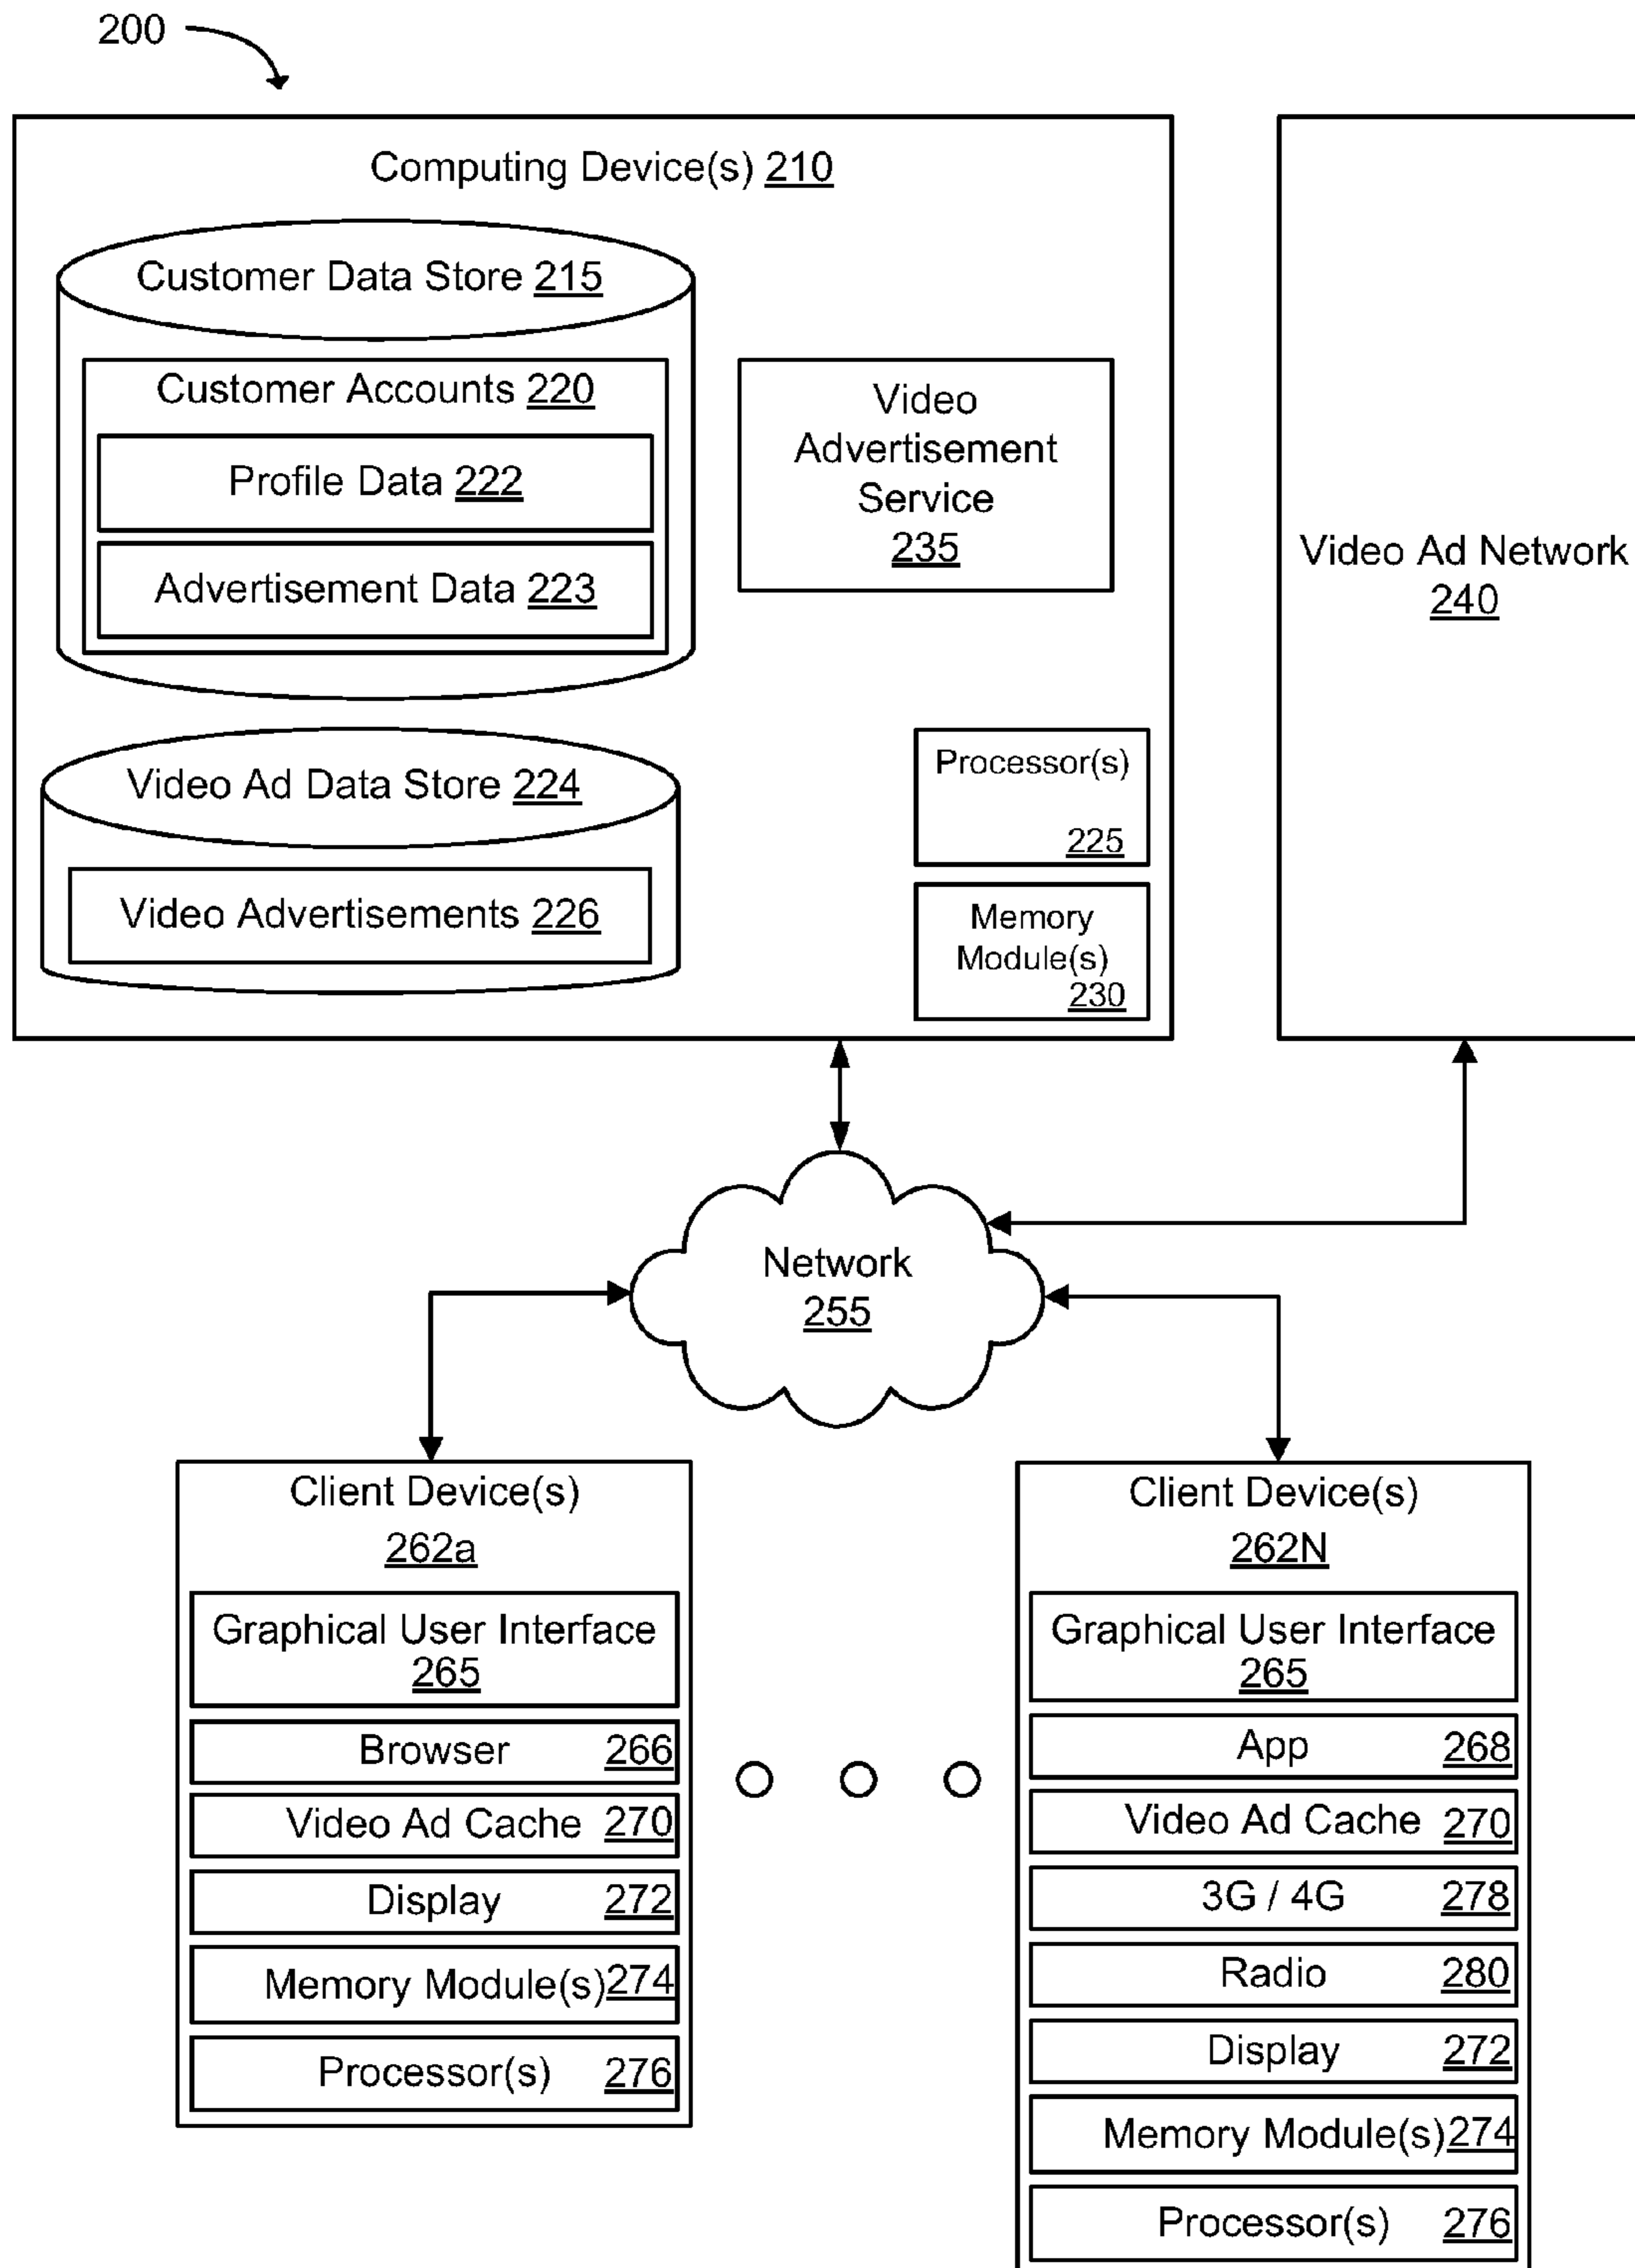 200
Computing Device(s) 210
Customer Data Store 215
Customer Accounts 220
Profile Data 222
Advertisement Data 223
Video
Advertisement
Service
235
Video Ad Network
240
Video Ad Data Store 224
Video Advertisements 226
Processor(s)
225
Memory
Module(s)
230
Network
255
Client Device(s)
262a
Graphical User Interface
265
Browser 266
Video Ad Cache 270
Display 272
Memory Module(s) 274
Processor(s) 276
Client Device(s)
262N
Graphical User Interface
265
App 268
Video Ad Cache 270
3G / 4G 278
Radio 280
Display 272
Memory Module(s) 274
Processor(s) 276